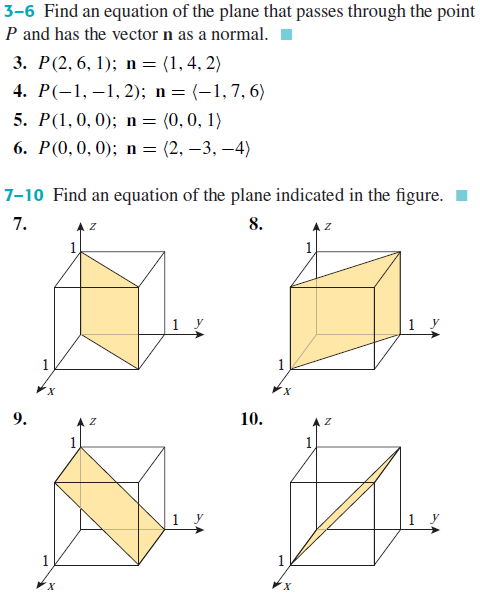 3–6 Find an equation of the plane that passes through the point
P and has the vector n as a normal.
3. P(2, 6, 1); n = ⟨1, 4, 2⟩
4. P(−1, −1, 2); n = ⟨−1, 7, 6⟩
5. P(1, 0, 0); n = ⟨0, 0, 1⟩
6. P(0, 0, 0); n = ⟨2, −3, −4⟩
7–10 Find an equation of the plane indicated in the figure.
7.
z
1
1 y
1
x
8.
z
1
1 y
1
x
9.
z
1
1 y
1
x
10.
z
1
1 y
1
x